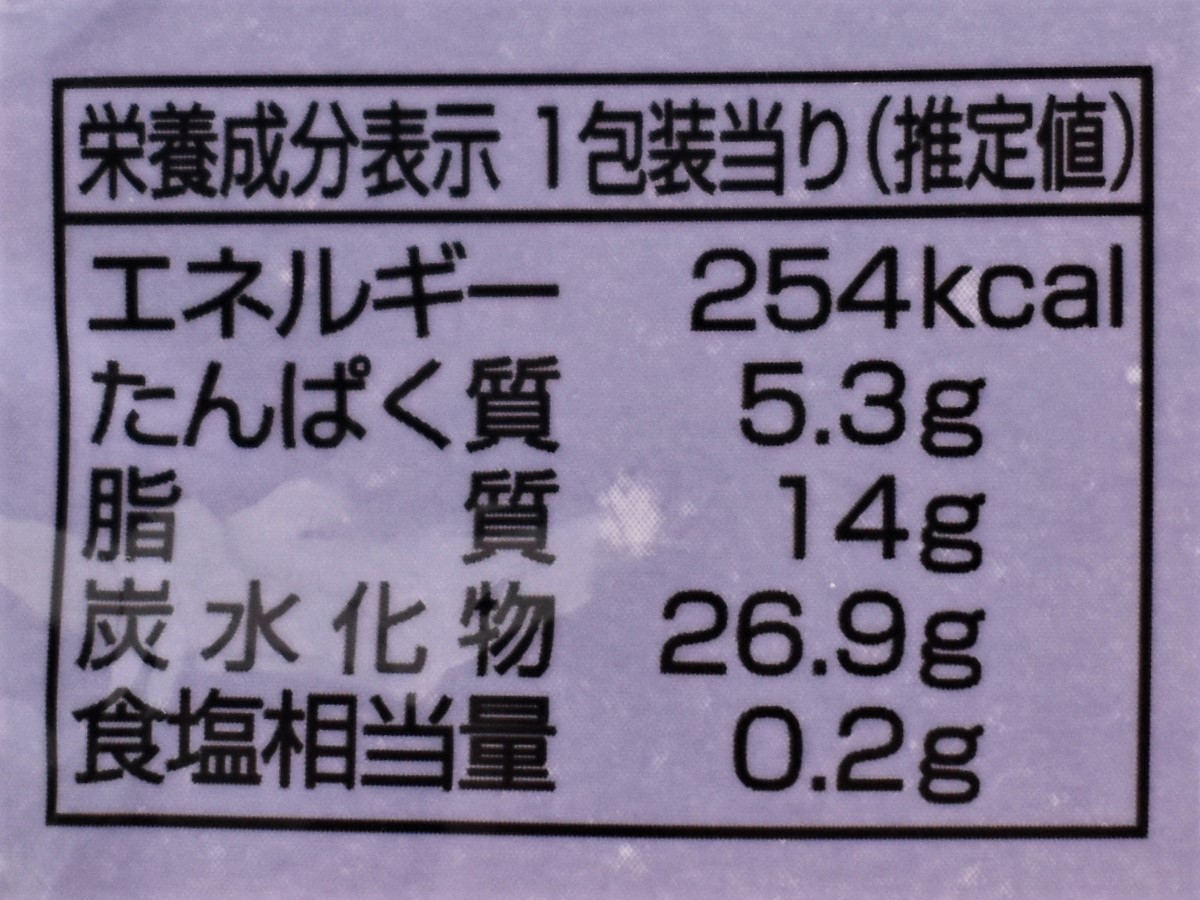 栄養成分表示 1包装当り(推定値)
エネルギー 254kcal
たんぱく質 5.3g
脂質 14g
炭水化物 26.9g
食塩相当量 0.2g